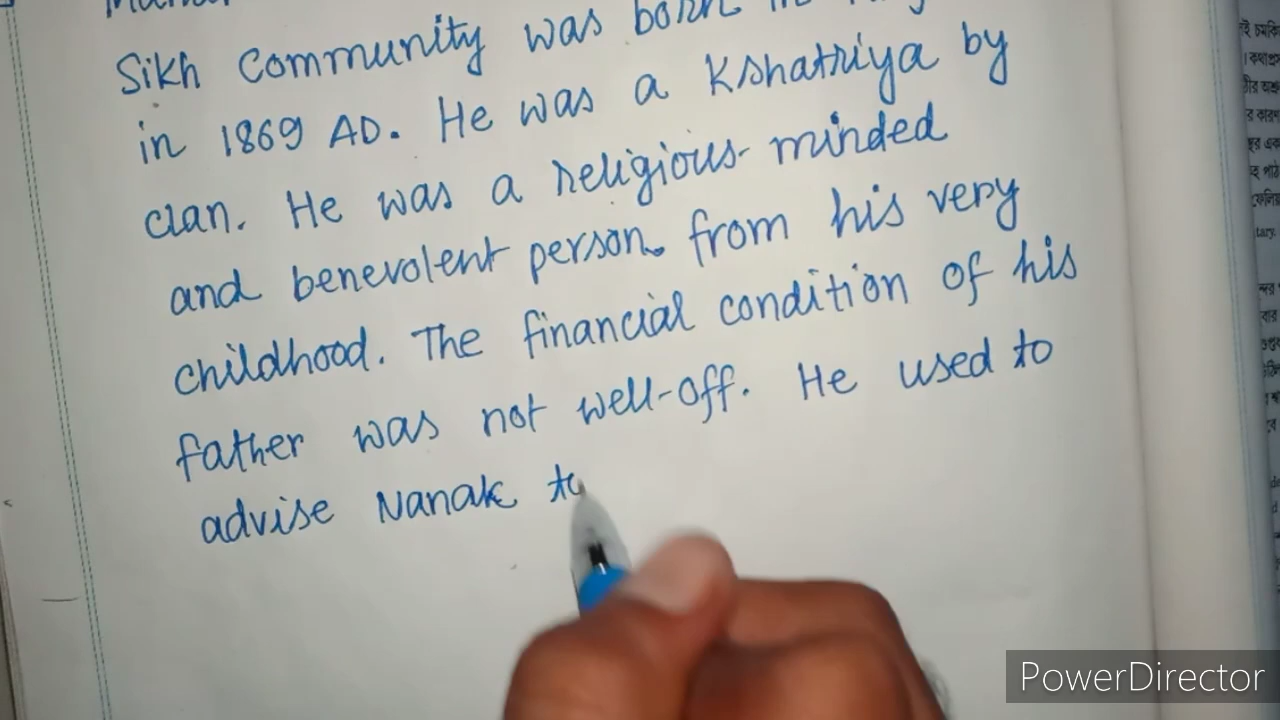 Sikh Community was born in
in 1869 AD. He was a Kshatriya by
clan. He was a religious-minded
and benevolent person from his very
childhood. The financial condition of his
father was not well-off. He used to
advise Nanak to
PowerDirector